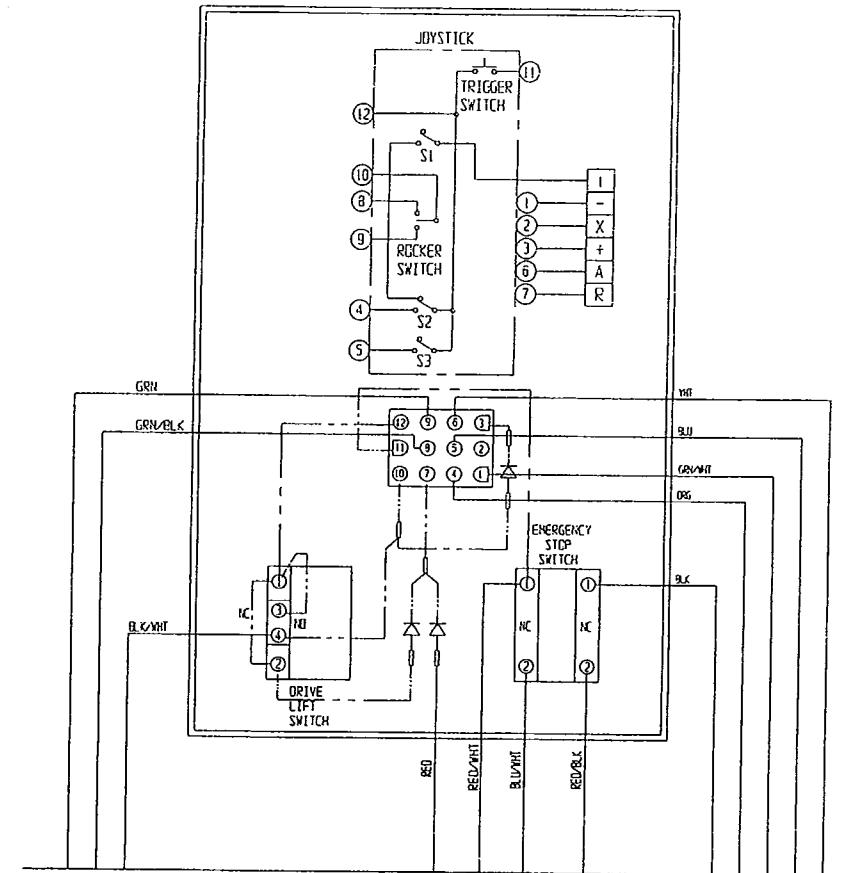 JOYSTICK
11
TRIGGER
SWITCH
12
S1
10
I
8
1 -
2 X
9
3 +
ROCKER
SWITCH
6 A
7 R
4
S2
5
S3
GRN
WHT
GRN/BLK
12 9 6 3
BLU
11 8 5 2
10 7 4 1
GRN/WHT
ORG
EMERGENCY
STOP
SWITCH
1
1
1
BLK
NC
3
NO
NC
NC
BLK/WHT
4
2
2
2
DRIVE
LIFT
SWITCH
RED
RED/WHT
BLU/WHT
RED/BLK